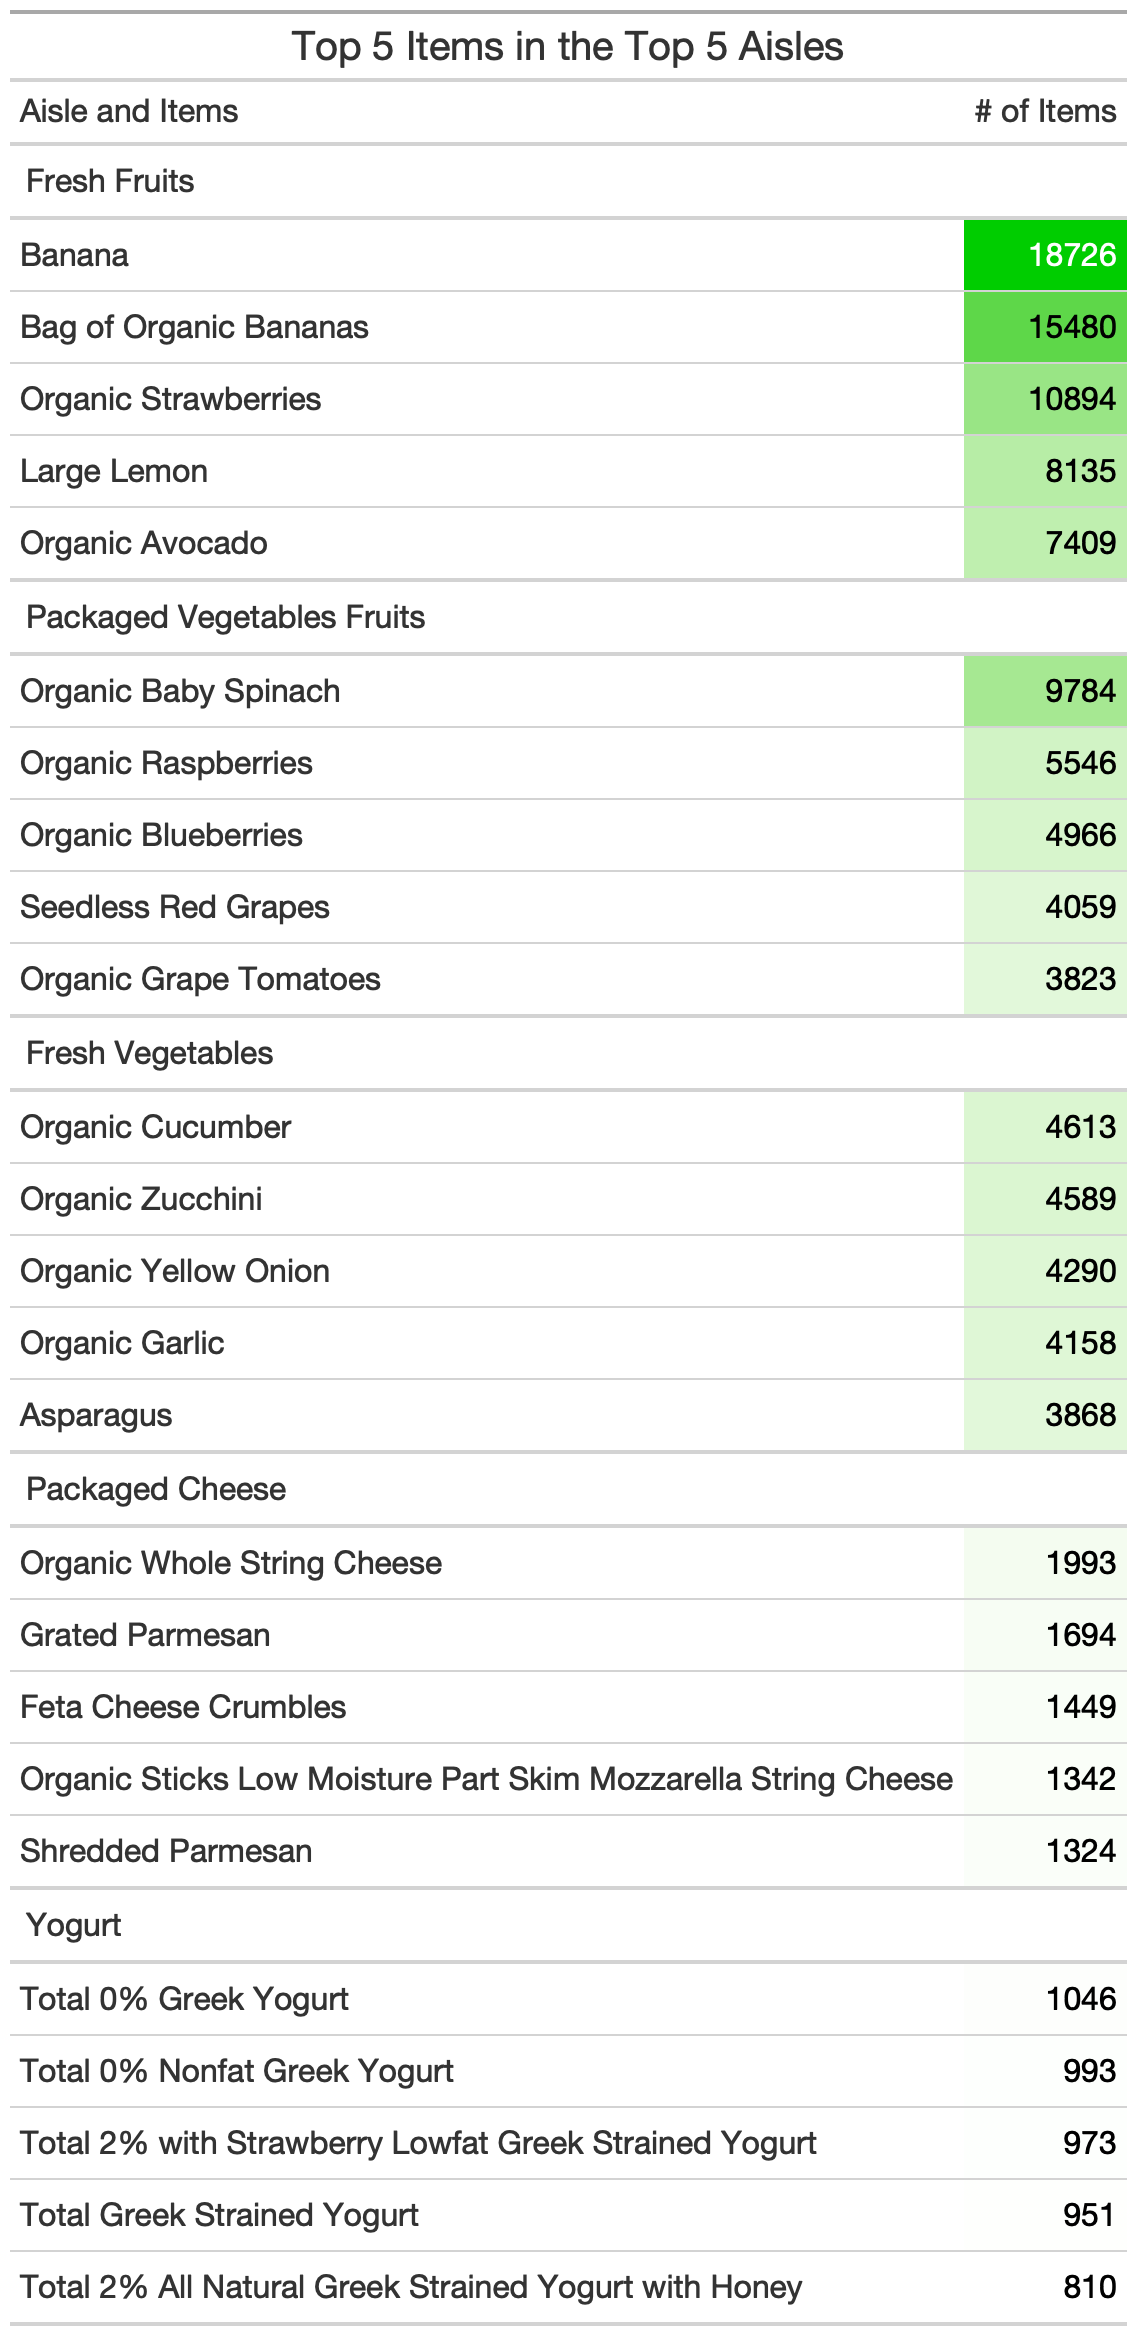 Top 5 Items in the Top 5 Aisles
Aisle and Items # of Items
Fresh Fruits
Banana 18726
Bag of Organic Bananas 15480
Organic Strawberries 10894
Large Lemon 8135
Organic Avocado 7409
Packaged Vegetables Fruits
Organic Baby Spinach 9784
Organic Raspberries 5546
Organic Blueberries 4966
Seedless Red Grapes 4059
Organic Grape Tomatoes 3823
Fresh Vegetables
Organic Cucumber 4613
Organic Zucchini 4589
Organic Yellow Onion 4290
Organic Garlic 4158
Asparagus 3868
Packaged Cheese
Organic Whole String Cheese 1993
Grated Parmesan 1694
Feta Cheese Crumbles 1449
Organic Sticks Low Moisture Part Skim Mozzarella String Cheese 1342
Shredded Parmesan 1324
Yogurt
Total 0% Greek Yogurt 1046
Total 0% Nonfat Greek Yogurt 993
Total 2% with Strawberry Lowfat Greek Strained Yogurt 973
Total Greek Strained Yogurt 951
Total 2% All Natural Greek Strained Yogurt with Honey 810